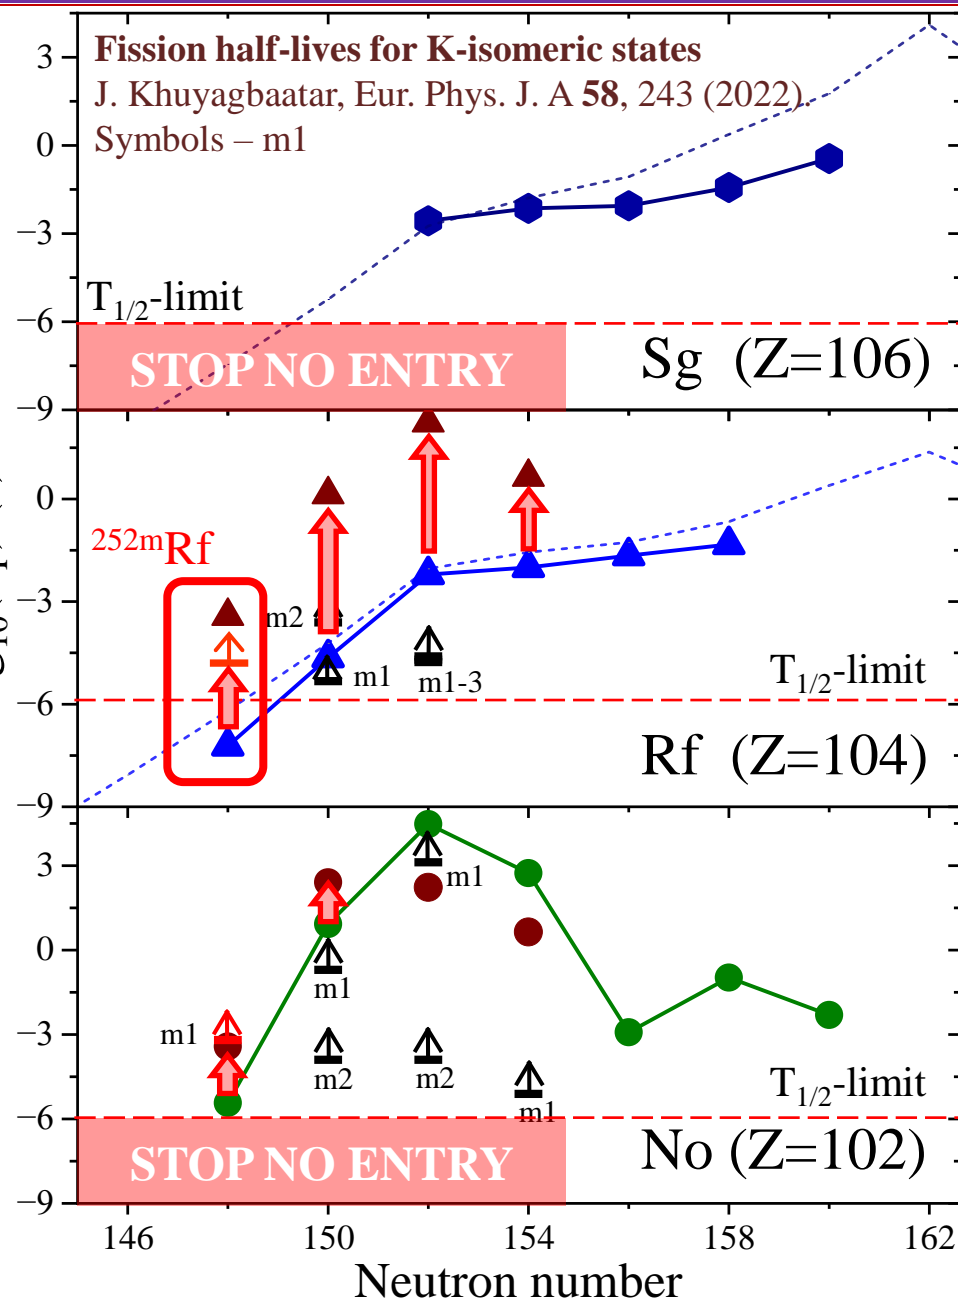 Fission half-lives for K-isomeric states
J. Khuyagbaatar, Eur. Phys. J. A 58, 243 (2022).
Symbols – m1
3
0
−3
T1/2-limit
−6
STOP NO ENTRY
Sg (Z=106)
−9
0
252mRf
−3
m2
m1
m1-3
T1/2-limit
−6
Rf (Z=104)
−9
3
m1
0
m1
−3
m1
m2
m2
T1/2-limit
m1
−6
STOP NO ENTRY
No (Z=102)
−9
146
150
154
158
162
Neutron number